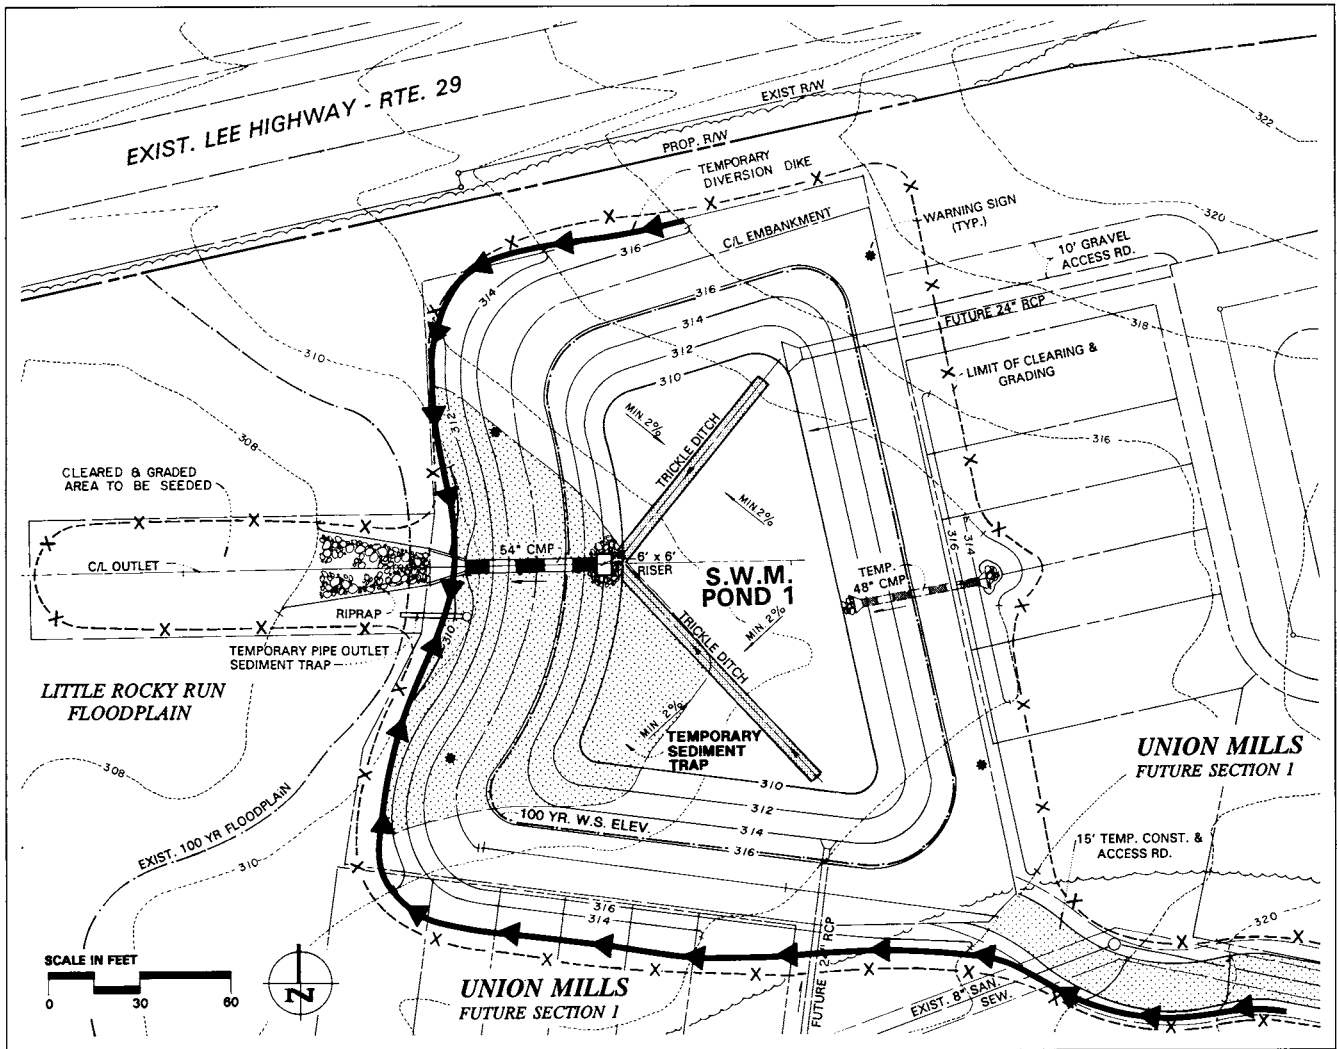 EXIST. LEE HIGHWAY - RTE. 29
EXIST R/W
PROP. R/W
322
TEMPORARY
DIVERSION DIKE
WARNING SIGN
(TYP.)
320
C/L EMBANKMENT
316
10' GRAVEL
ACCESS RD.
314
316
FUTURE 24" RCP
318
314
310
312
LIMIT OF CLEARING &
GRADING
310
312
MIN. 2%
TRICKLE DITCH
316
308
CLEARED & GRADED
AREA TO BE SEEDED
MIN 2%
54" CMP
316
314
C/L OUTLET
6' x 6'
RISER
S.W.M.
POND 1
TEMP.
48" CMP
RIPRAP
310
TRICKLE DITCH
MIN. 2%
TEMPORARY PIPE OUTLET
SEDIMENT TRAP
LITTLE ROCKY RUN
FLOODPLAIN
MIN. 2%
TEMPORARY
SEDIMENT
TRAP
UNION MILLS
FUTURE SECTION 1
308
310
312
314
316
100 YR. W.S. ELEV.
EXIST. 100 YR FLOODPLAIN
310
15' TEMP. CONST. &
ACCESS RD.
316
314
320
FUTURE 24" RCP
SCALE IN FEET
0 30 60
N
UNION MILLS
FUTURE SECTION 1
EXIST. 8" SAN.
SEW.